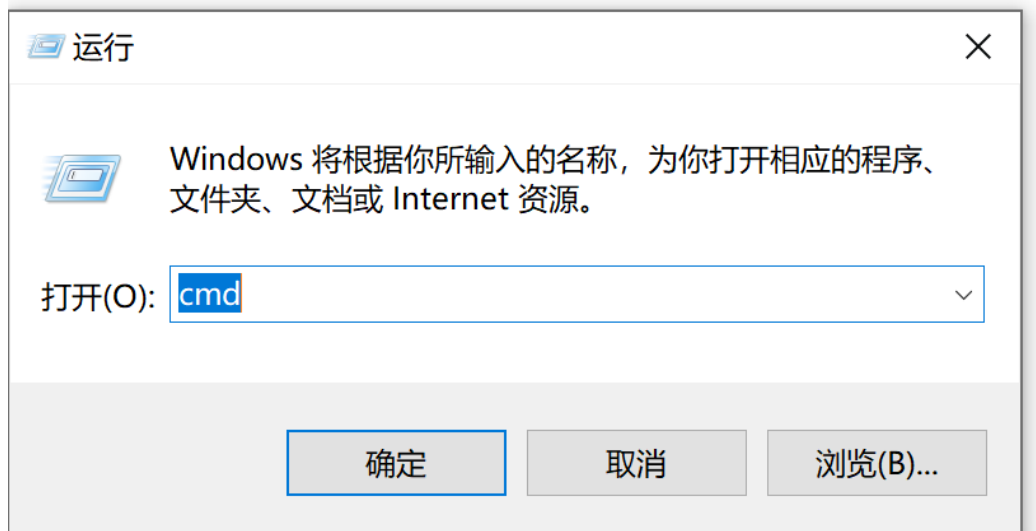 运行
Windows 将根据你所输入的名称，为你打开相应的程序、
文件夹、文档或 Internet 资源。
打开(O): cmd
确定 取消 浏览(B)...